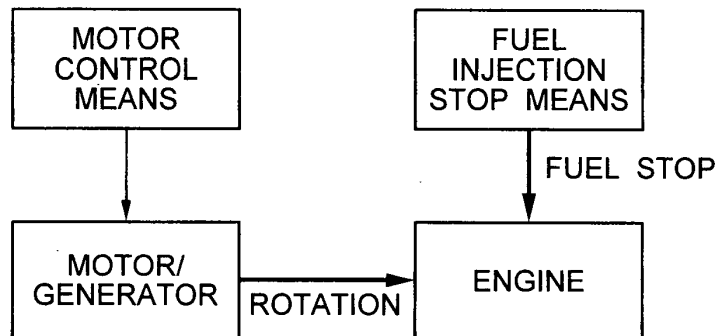 MOTOR
CONTROL
MEANS
FUEL
INJECTION
STOP MEANS
FUEL STOP
MOTOR/
GENERATOR
ROTATION
ENGINE